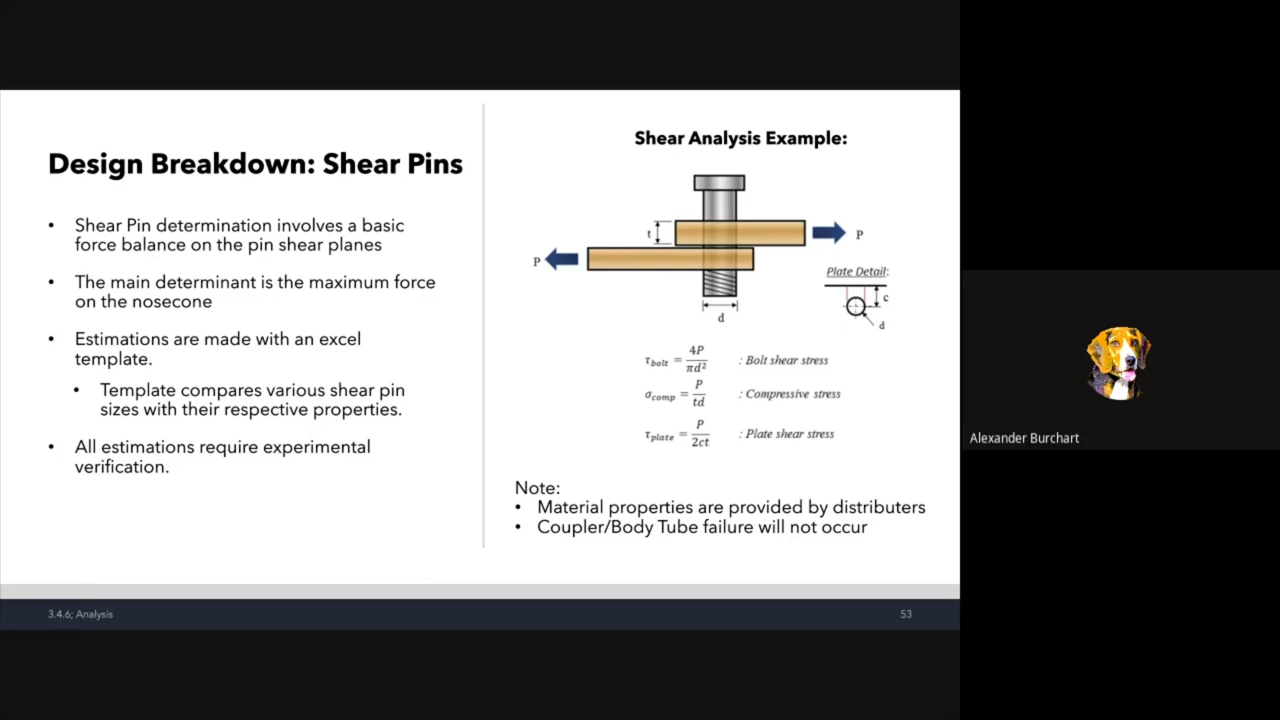 Design Breakdown: Shear Pins
• Shear Pin determination involves a basic
force balance on the pin shear planes
• The main determinant is the maximum force
on the nosecone
• Estimations are made with an excel
template.
• Template compares various shear pin
sizes with their respective properties.
• All estimations require experimental
verification.
Shear Analysis Example:
t
P
P
d
Plate Detail:
c
d
τ_bolt = 4P/πd² : Bolt shear stress
σ_comp = P/td : Compressive stress
τ_plate = P/2ct : Plate shear stress
Note:
• Material properties are provided by distributers
• Coupler/Body Tube failure will not occur
3.4.6; Analysis
53
Alexander Burchart